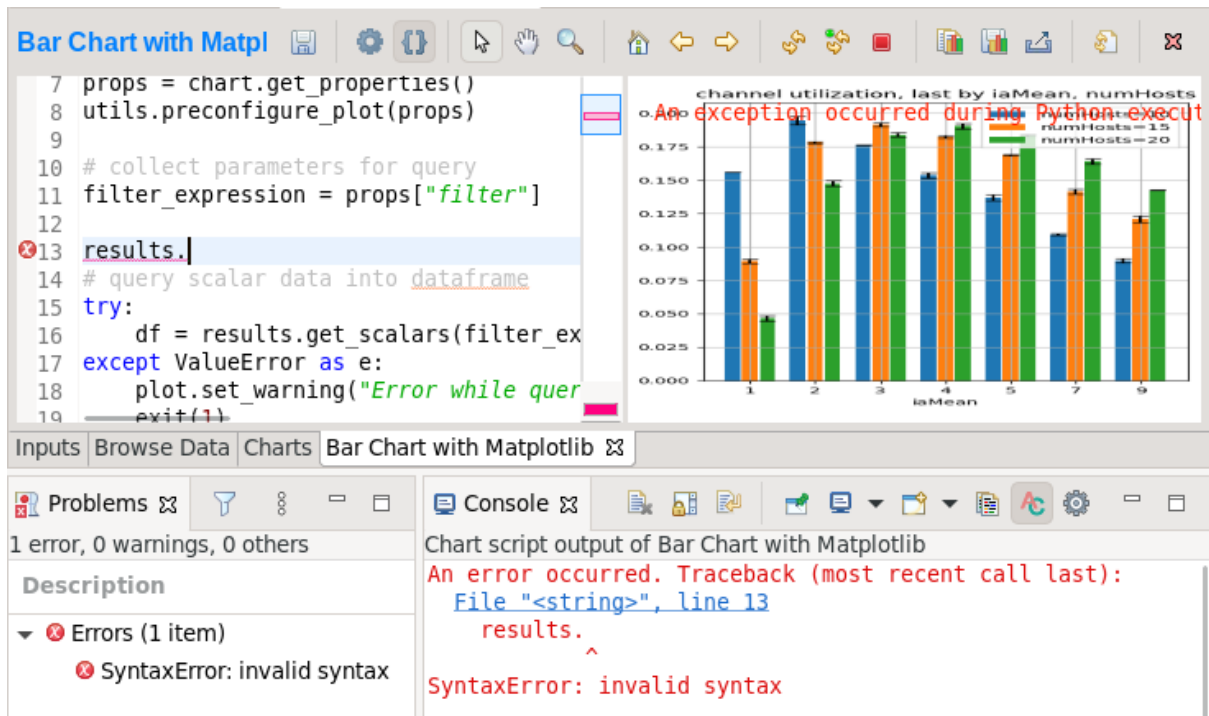 Bar Chart with Matpl
7 props = chart.get_properties()
8 utils.preconfigure_plot(props)
9
10 # collect parameters for query
11 filter_expression = props["filter"]
12
13 results.
14 # query scalar data into dataframe
15 try:
16 df = results.get_scalars(filter_ex
17 except ValueError as e:
18 plot.set_warning("Error while quer
19 exit(1)
channel utilization, last by iaMean, numHosts
An exception occurred during Python execut
numHosts=15
numHosts=20
0.200
0.175
0.150
0.125
0.100
0.075
0.050
0.025
0.000
1 2 3 4 5 7 9
iaMean
Inputs Browse Data Charts Bar Chart with Matplotlib
Problems
1 error, 0 warnings, 0 others
Description
Errors (1 item)
SyntaxError: invalid syntax
Console
Chart script output of Bar Chart with Matplotlib
An error occurred. Traceback (most recent call last):
File "<string>", line 13
results.
^
SyntaxError: invalid syntax